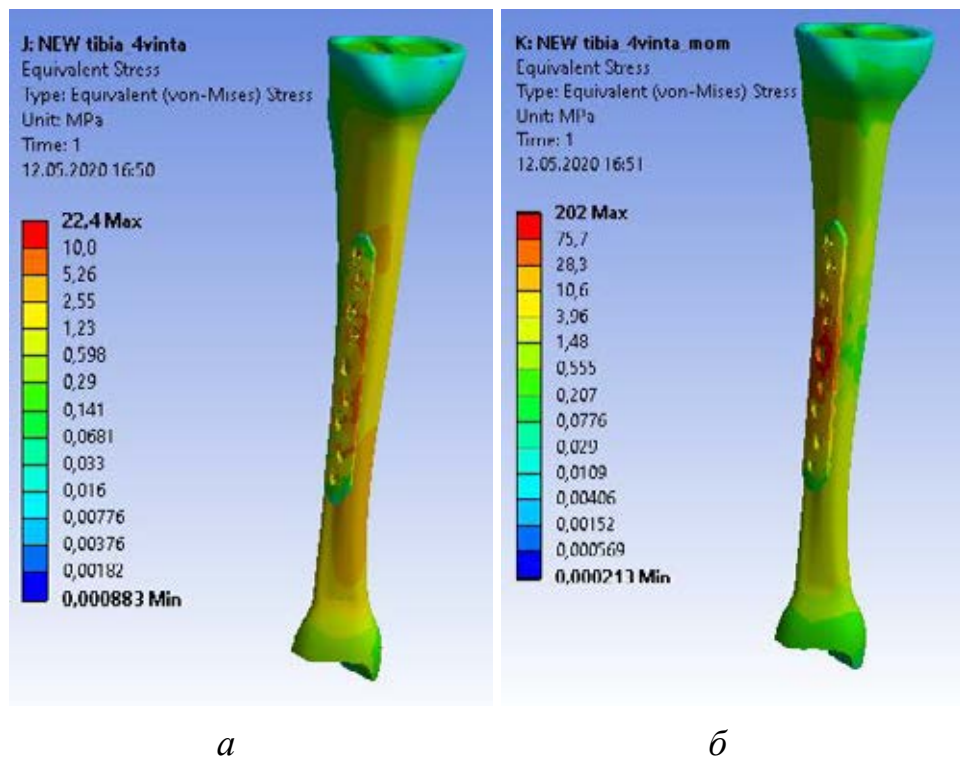 J: NEW tibia_4vinta
Equivalent Stress
Type: Equivalent (von-Mises) Stress
Unit: MPa
Time: 1
12.05.2020 16:50
22,4 Max
10,0
5,26
2,55
1,23
0,598
0,29
0,141
0,0681
0,033
0,016
0,00776
0,00376
0,00182
0,000883 Min
K: NEW tibia_4vinta_mom
Equivalent Stress
Type: Equivalent (von-Mises) Stress
Unit: MPa
Time: 1
12.05.2020 16:51
202 Max
75,7
28,3
10,6
3,96
1,48
0,555
0,207
0,0776
0,029
0,0109
0,00406
0,00152
0,000569
0,000213 Min
а
б